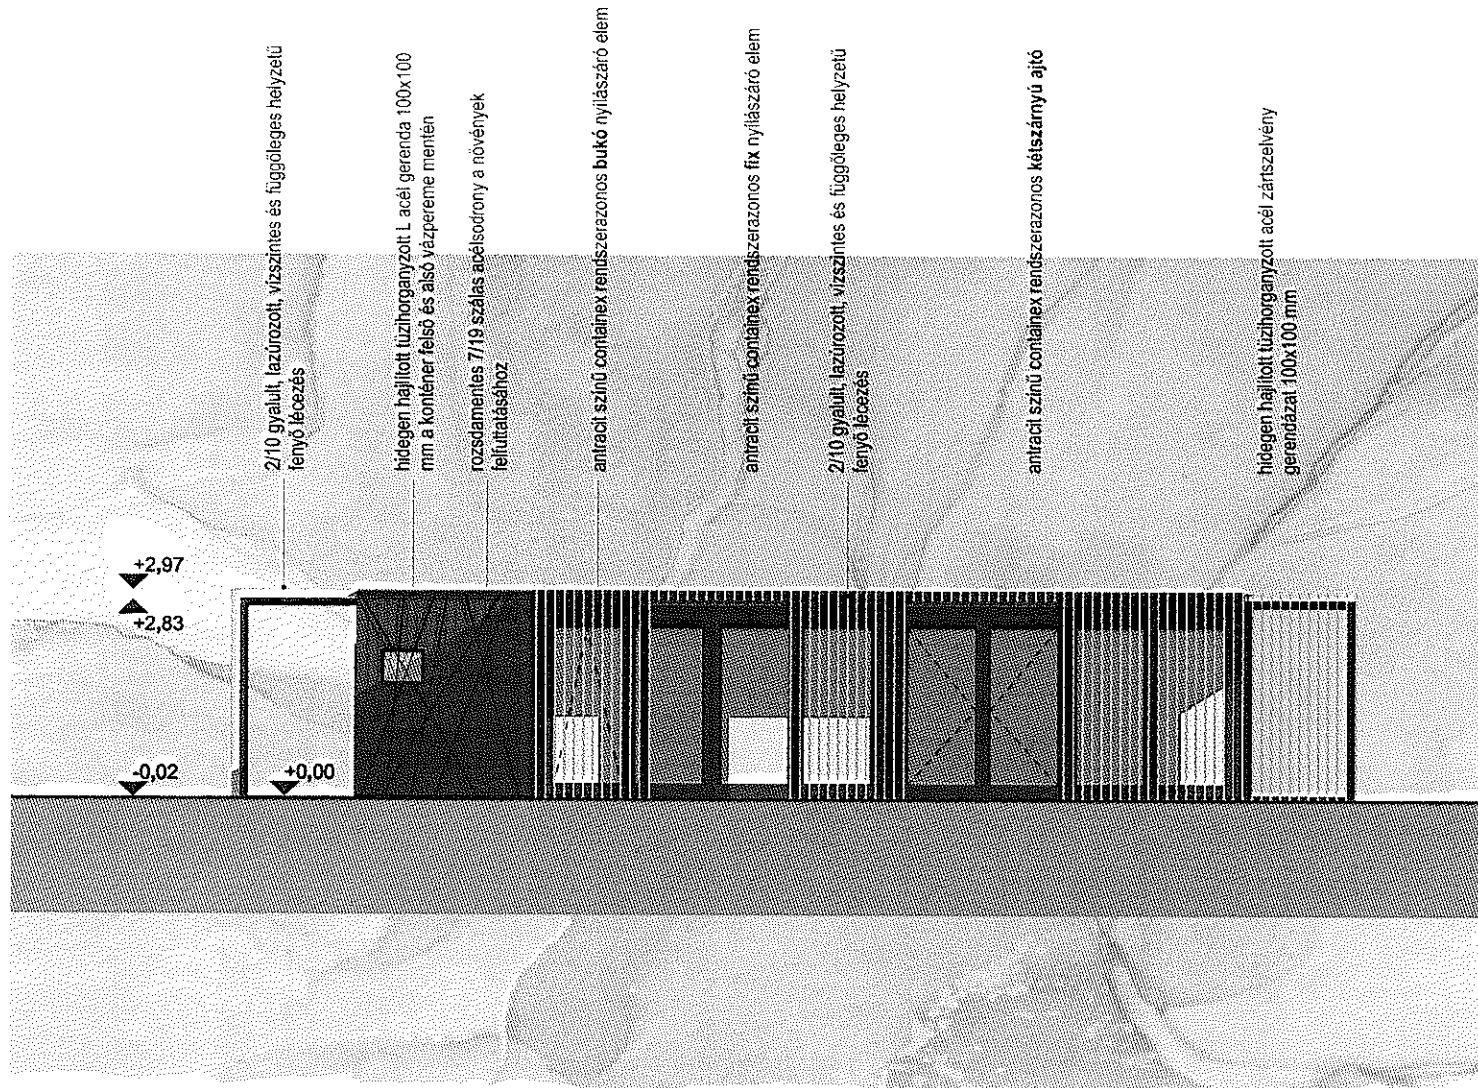 2/10 gyalult, lazúrozott, vízszintes és függőleges helyzetű
fenyő lécezés
hidegen hajlított tüzihorganyzott L acél gerenda 100x100
mm a konténer felső és alsó vázpereme mentén
rozsdamentes 7/19 szálas acélsodrony a növények
felfuttatásához
antracit színű containex rendszerazonos bukó nyílászáró elem
antracit színű containex rendszerazonos fix nyílászáró elem
2/10 gyalult, lazúrozott, vízszintes és függőleges helyzetű
fenyő lécezés
antracit színű containex rendszerazonos kétszárnyú ajtó
hidegen hajlított tüzihorganyzott acél zártszelvény
gerendázat 100x100 mm
+2,97
+2,83
-0,02
+0,00